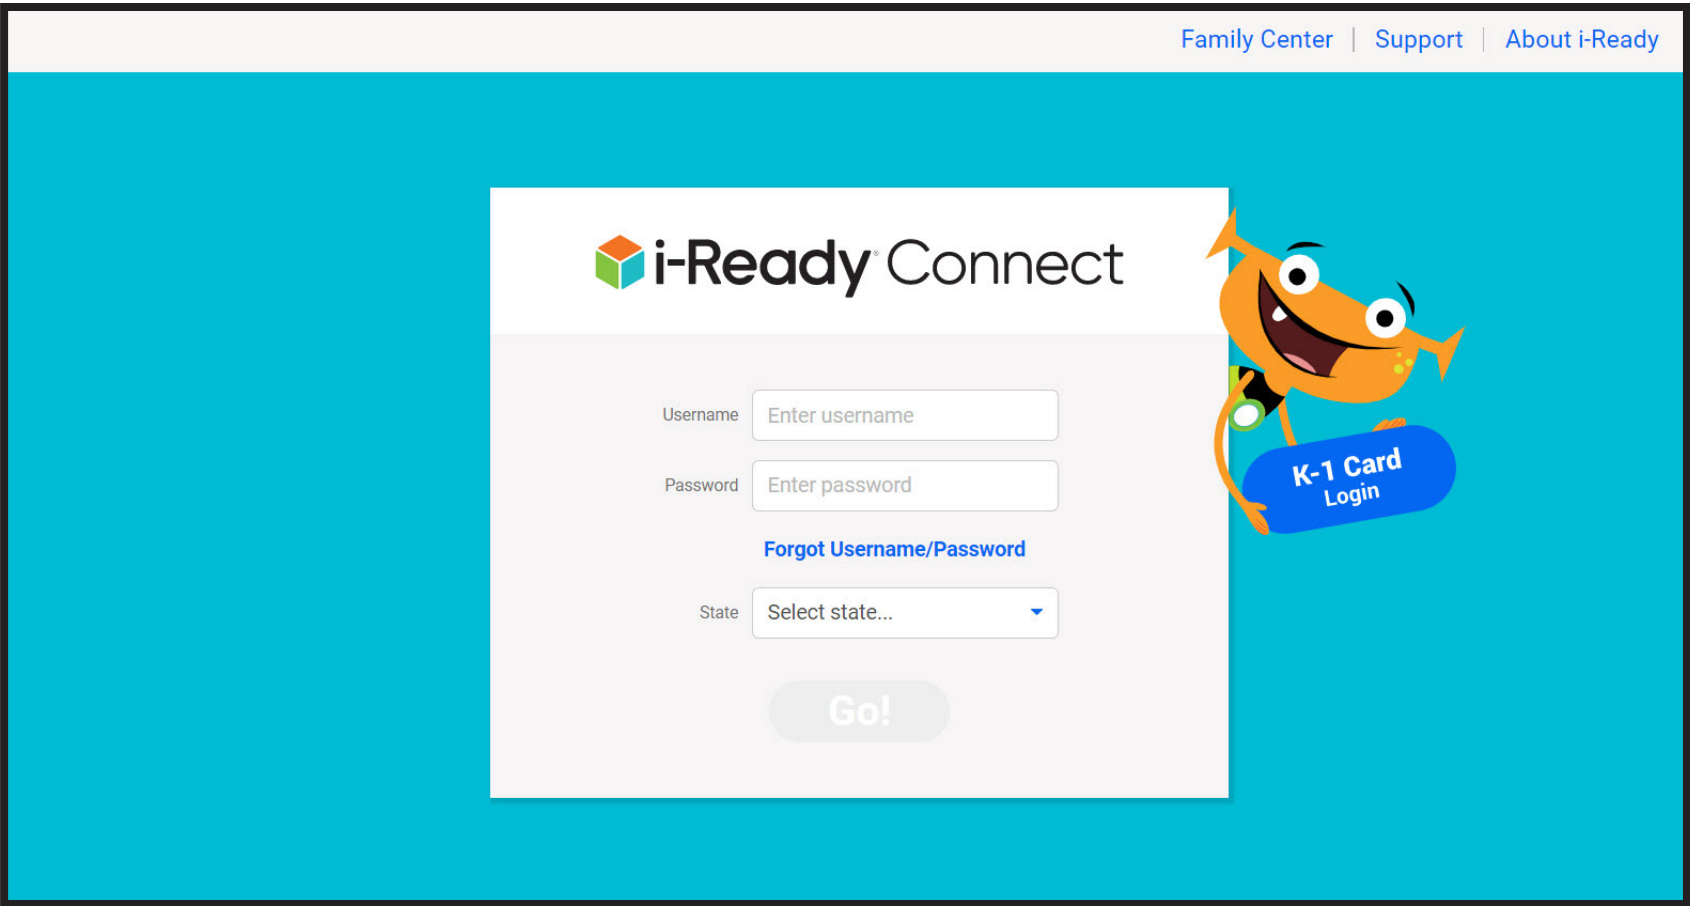 Family Center | Support | About i-Ready
i-Ready® Connect
Username Enter username
Password Enter password
Forgot Username/Password
State Select state...
Go!
K-1 Card
Login